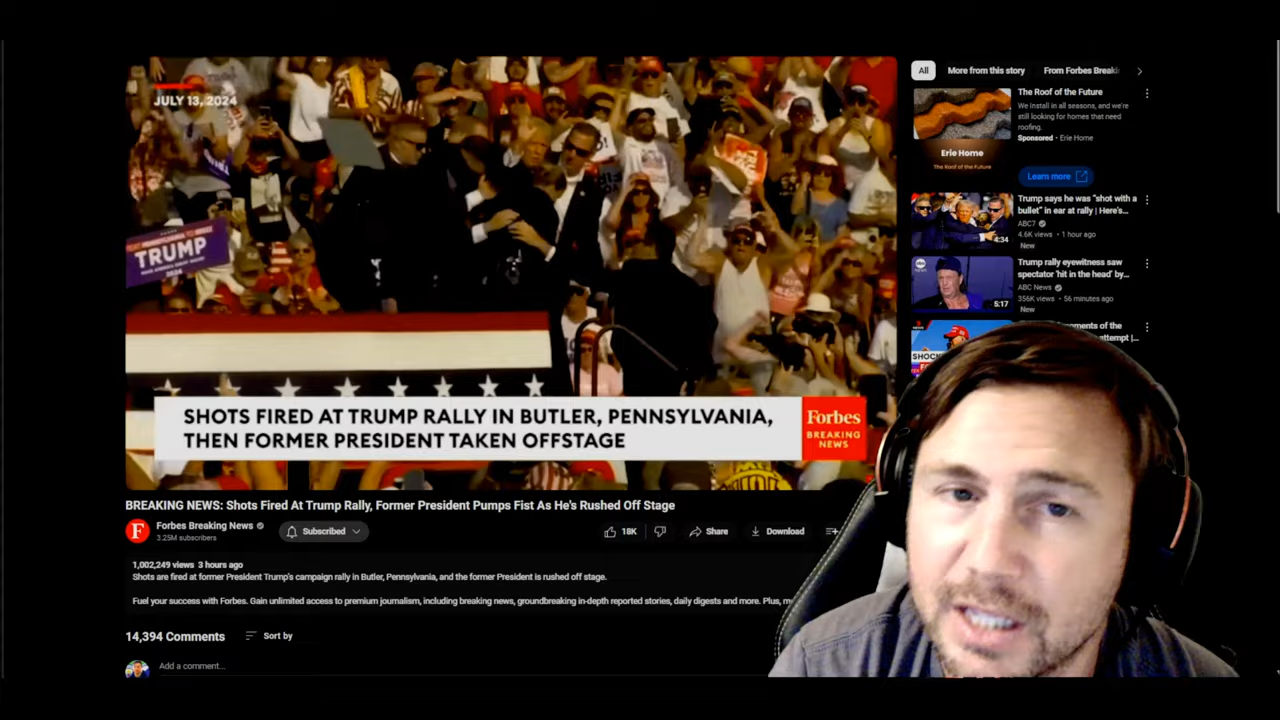 JULY 13, 2024
TRUMP
SHOTS FIRED AT TRUMP RALLY IN BUTLER, PENNSYLVANIA,
THEN FORMER PRESIDENT TAKEN OFFSTAGE
Forbes
BREAKING
NEWS
BREAKING NEWS: Shots Fired At Trump Rally, Former President Pumps Fist As He's Rushed Off Stage
F
Forbes Breaking News
3.25M subscribers
Subscribed
18K
Share
Download
1,002,249 views 3 hours ago
Shots are fired at former President Trump's campaign rally in Butler, Pennsylvania, and the former President is rushed off stage.
Fuel your success with Forbes. Gain unlimited access to premium journalism, including breaking news, groundbreaking in-depth reported stories, daily digests and more. Plus,
14,394 Comments
Sort by
Add a comment...
All
More from this story
From Forbes Breaki
The Roof of the Future
We install in all seasons, and we're
still looking for homes that need
roofing.
Sponsored · Erie Home
Erie Home
The Roof of the Future
Learn more
Trump says he was "shot with a
bullet" in ear at rally | Here's...
ABC7
4.6K views · 1 hour ago
New
4:34
Trump rally eyewitness saw
spectator 'hit in the head' by...
ABC News
356K views · 56 minutes ago
New
NEWS
5:17
of the
SHOCK